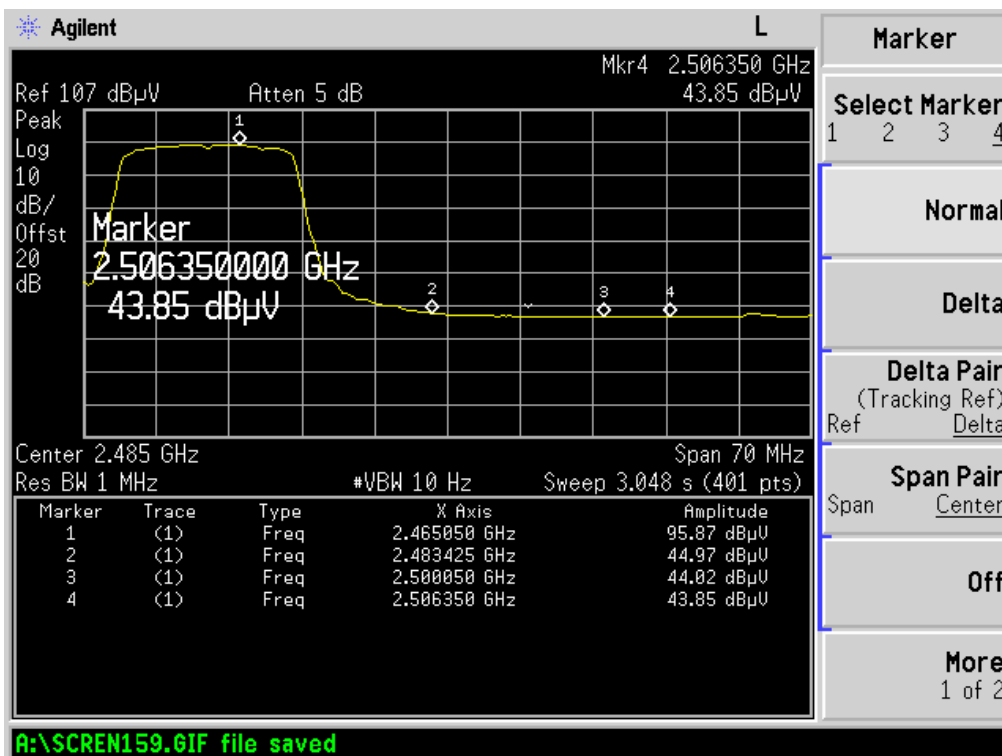 Agilent
L
Mkr4 2.506350 GHz
Ref 107 dBµV Atten 5 dB 43.85 dBµV
Peak
Log
10
dB/
Offst
20
dB
1
2
3
4
Marker
2.506350000 GHz
43.85 dBµV
Center 2.485 GHz Span 70 MHz
Res BW 1 MHz #VBW 10 Hz Sweep 3.048 s (401 pts)
Marker Trace Type X Axis Amplitude
1 (1) Freq 2.465050 GHz 95.87 dBµV
2 (1) Freq 2.483425 GHz 44.97 dBµV
3 (1) Freq 2.500050 GHz 44.02 dBµV
4 (1) Freq 2.506350 GHz 43.85 dBµV
A:\SCREN159.GIF file saved
Marker
Select Marker
1 2 3 4
Normal
Delta
Delta Pair
(Tracking Ref)
Ref Delta
Span Pair
Span Center
Off
More
1 of 2